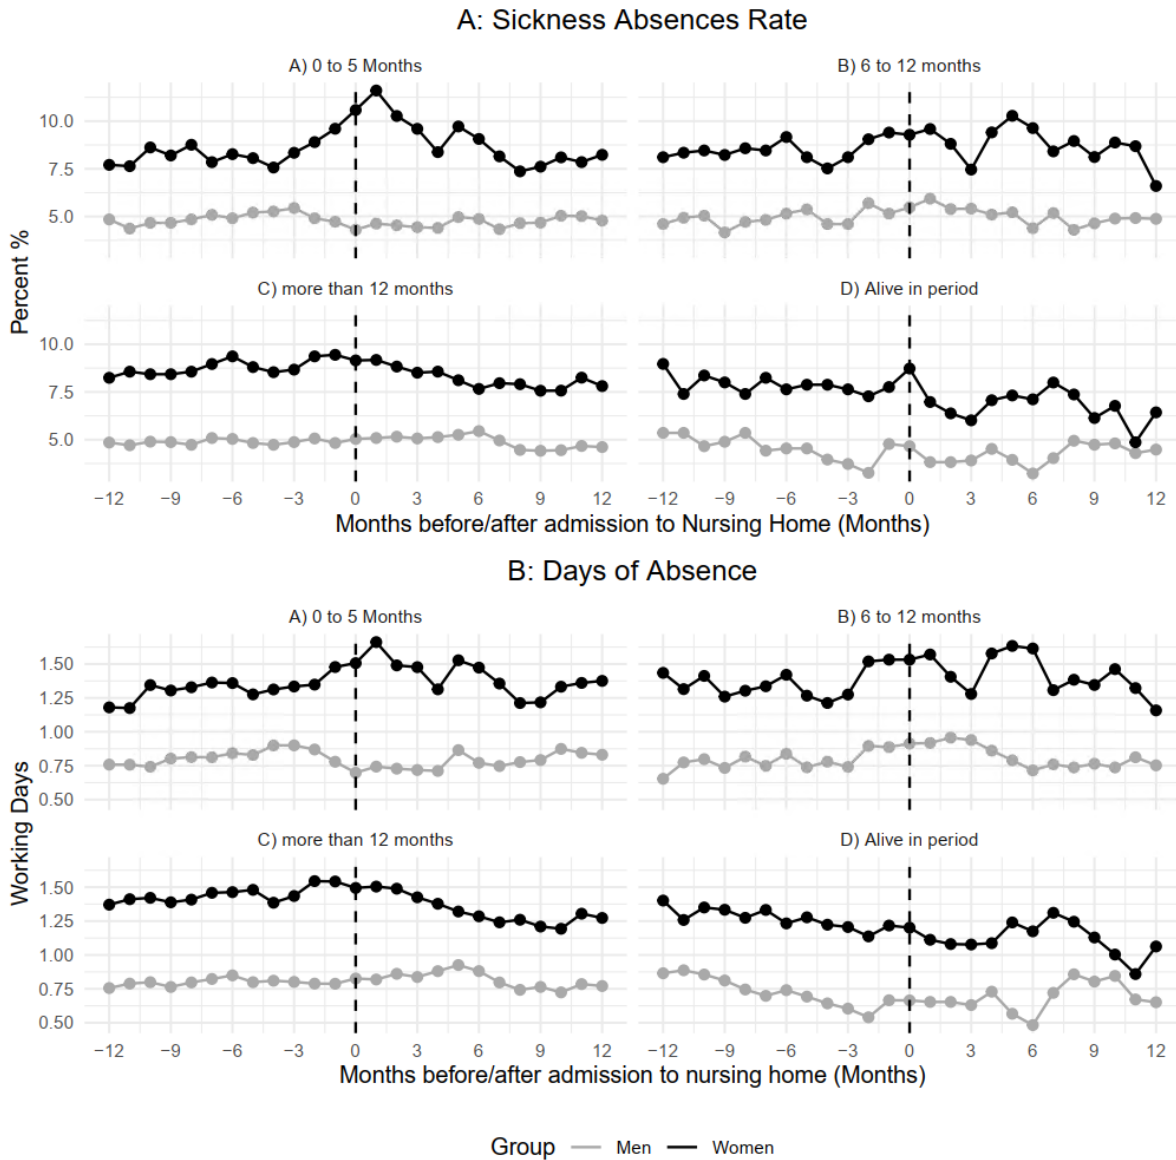 A: Sickness Absences Rate
A) 0 to 5 Months
B) 6 to 12 months
10.0
7.5
5.0
Percent %
C) more than 12 months
D) Alive in period
10.0
7.5
5.0
−12 −9 −6 −3 0 3 6 9 12
−12 −9 −6 −3 0 3 6 9 12
Months before/after admission to Nursing Home (Months)
B: Days of Absence
A) 0 to 5 Months
B) 6 to 12 months
1.50
1.25
1.00
0.75
0.50
Working Days
C) more than 12 months
D) Alive in period
1.50
1.25
1.00
0.75
0.50
−12 −9 −6 −3 0 3 6 9 12
−12 −9 −6 −3 0 3 6 9 12
Months before/after admission to nursing home (Months)
Group Men Women